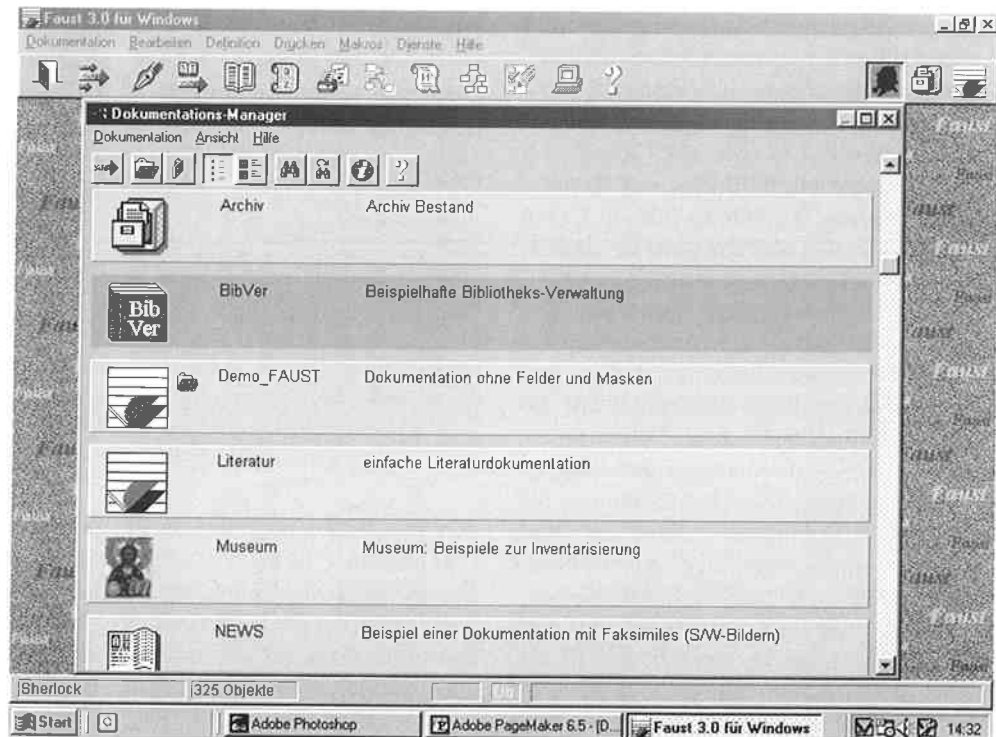 Faust 3.0 für Windows
Dokumentation Bearbeiten Definition Drucken Makros Dienste Hilfe
Dokumentations-Manager
Dokumentation Ansicht Hilfe
Archiv Archiv Bestand
Bib Ver BibVer Beispielhafte Bibliotheks-Verwaltung
Demo_FAUST Dokumentation ohne Felder und Masken
Literatur einfache Literaturdokumentation
Museum Museum: Beispiele zur Inventarisierung
NEWS Beispiel einer Dokumentation mit Faksimiles (S/W-Bildern)
Sherlock 325 Objekte
Start Adobe Photoshop Adobe PageMaker 6.5 - [D... Faust 3.0 für Windows 14:32